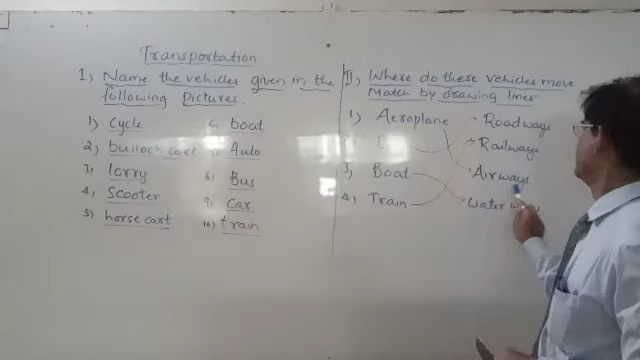 Transportation
I, Name the vehicles given in the
following Pictures.
1) Cycle
2) bullock cart
3) lorry
4) Scooter
5) horse cart
6, boat
Auto
8) Bus
9) Car
10) train
II, Where do these vehicles move
Match by drawing lines
1) Aeroplane
3) Boat
4) Train
Roadways
Railways
Airways
Water ways